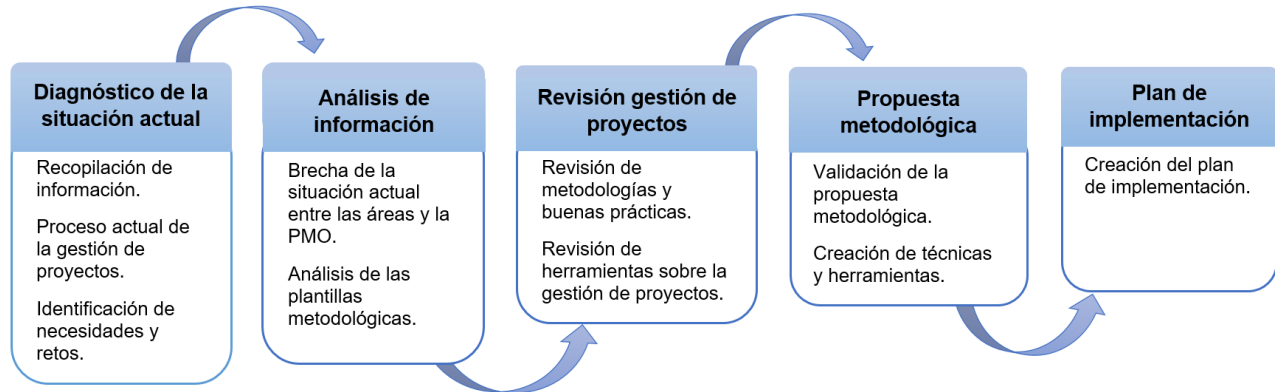 Diagnóstico de la
situación actual
Recopilación de
información.
Proceso actual de
la gestión de
proyectos.
Identificación de
necesidades y
retos.
Análisis de
información
Brecha de la
situación actual
entre las áreas y la
PMO.
Análisis de las
plantillas
metodológicas.
Revisión gestión de
proyectos
Revisión de
metodologías y
buenas prácticas.
Revisión de
herramientas sobre la
gestión de proyectos.
Propuesta
metodológica
Validación de la
propuesta
metodológica.
Creación de técnicas
y herramientas.
Plan de
implementación
Creación del plan
de implementación.